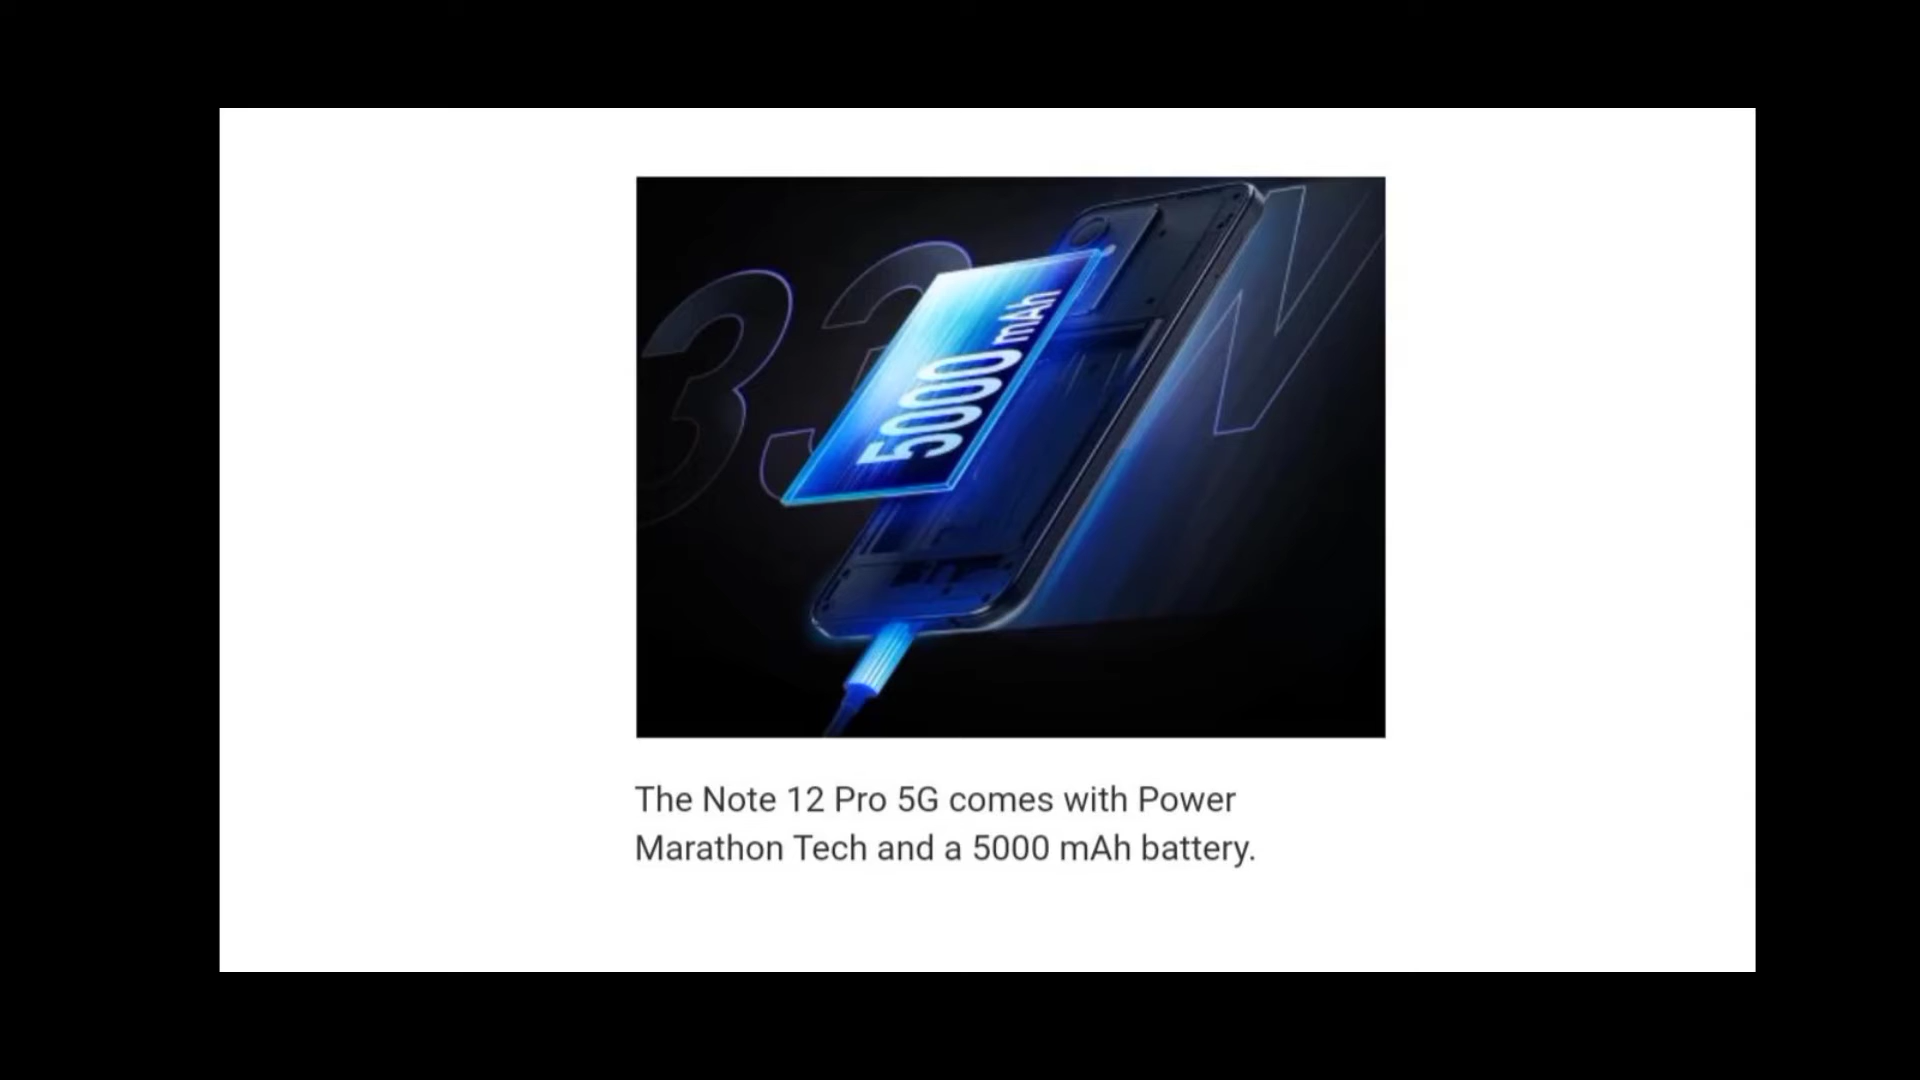 33W
5000 mAh
The Note 12 Pro 5G comes with Power
Marathon Tech and a 5000 mAh battery.